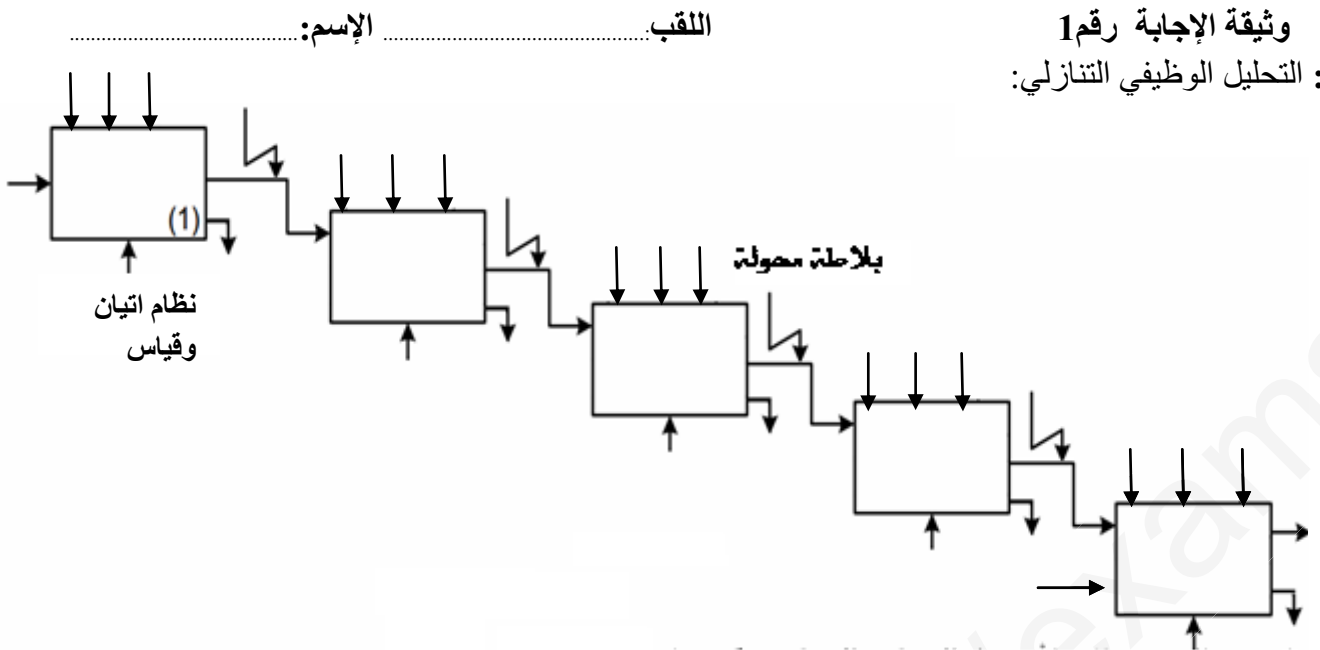 وثيقة الإجابة رقم1 اللقب:.................................... الإسم:................................
: التحليل الوظيفي التنازلي:
(1)
نظام اتيان
وقياس
بلاطة محولة